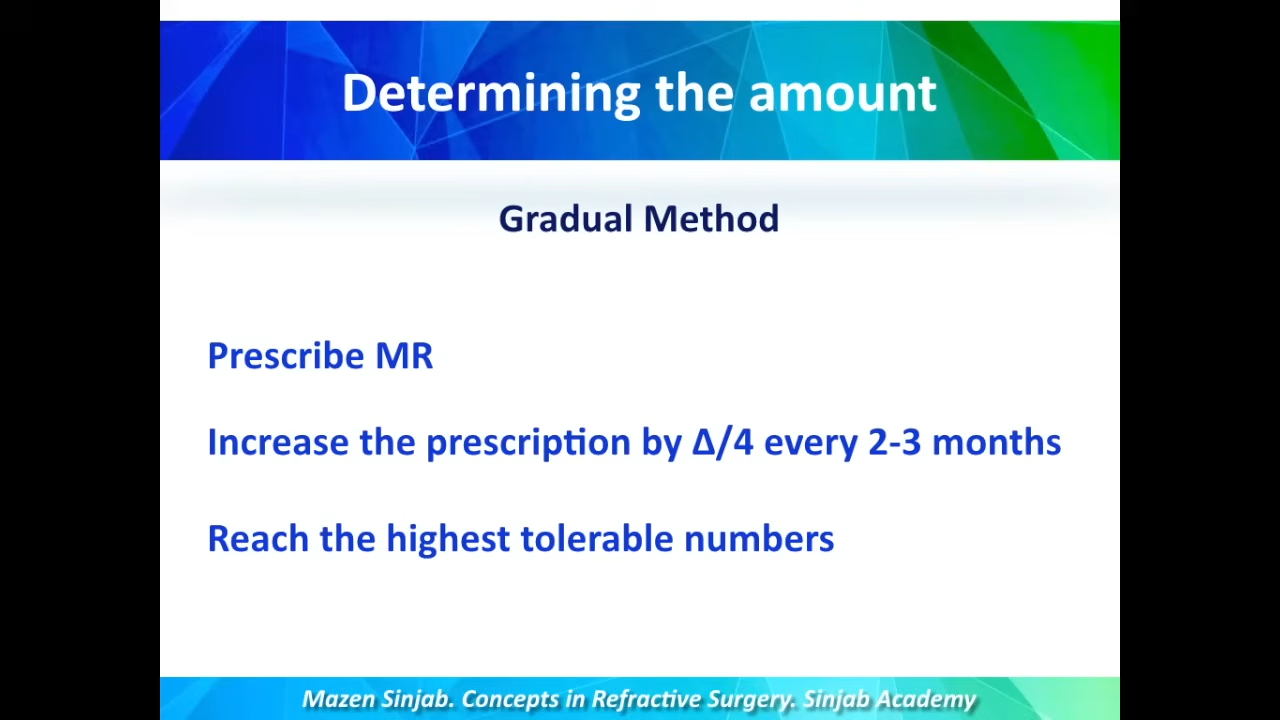 Determining the amount
Gradual Method
Prescribe MR
Increase the prescription by Δ/4 every 2-3 months
Reach the highest tolerable numbers
Mazen Sinjab. Concepts in Refractive Surgery. Sinjab Academy